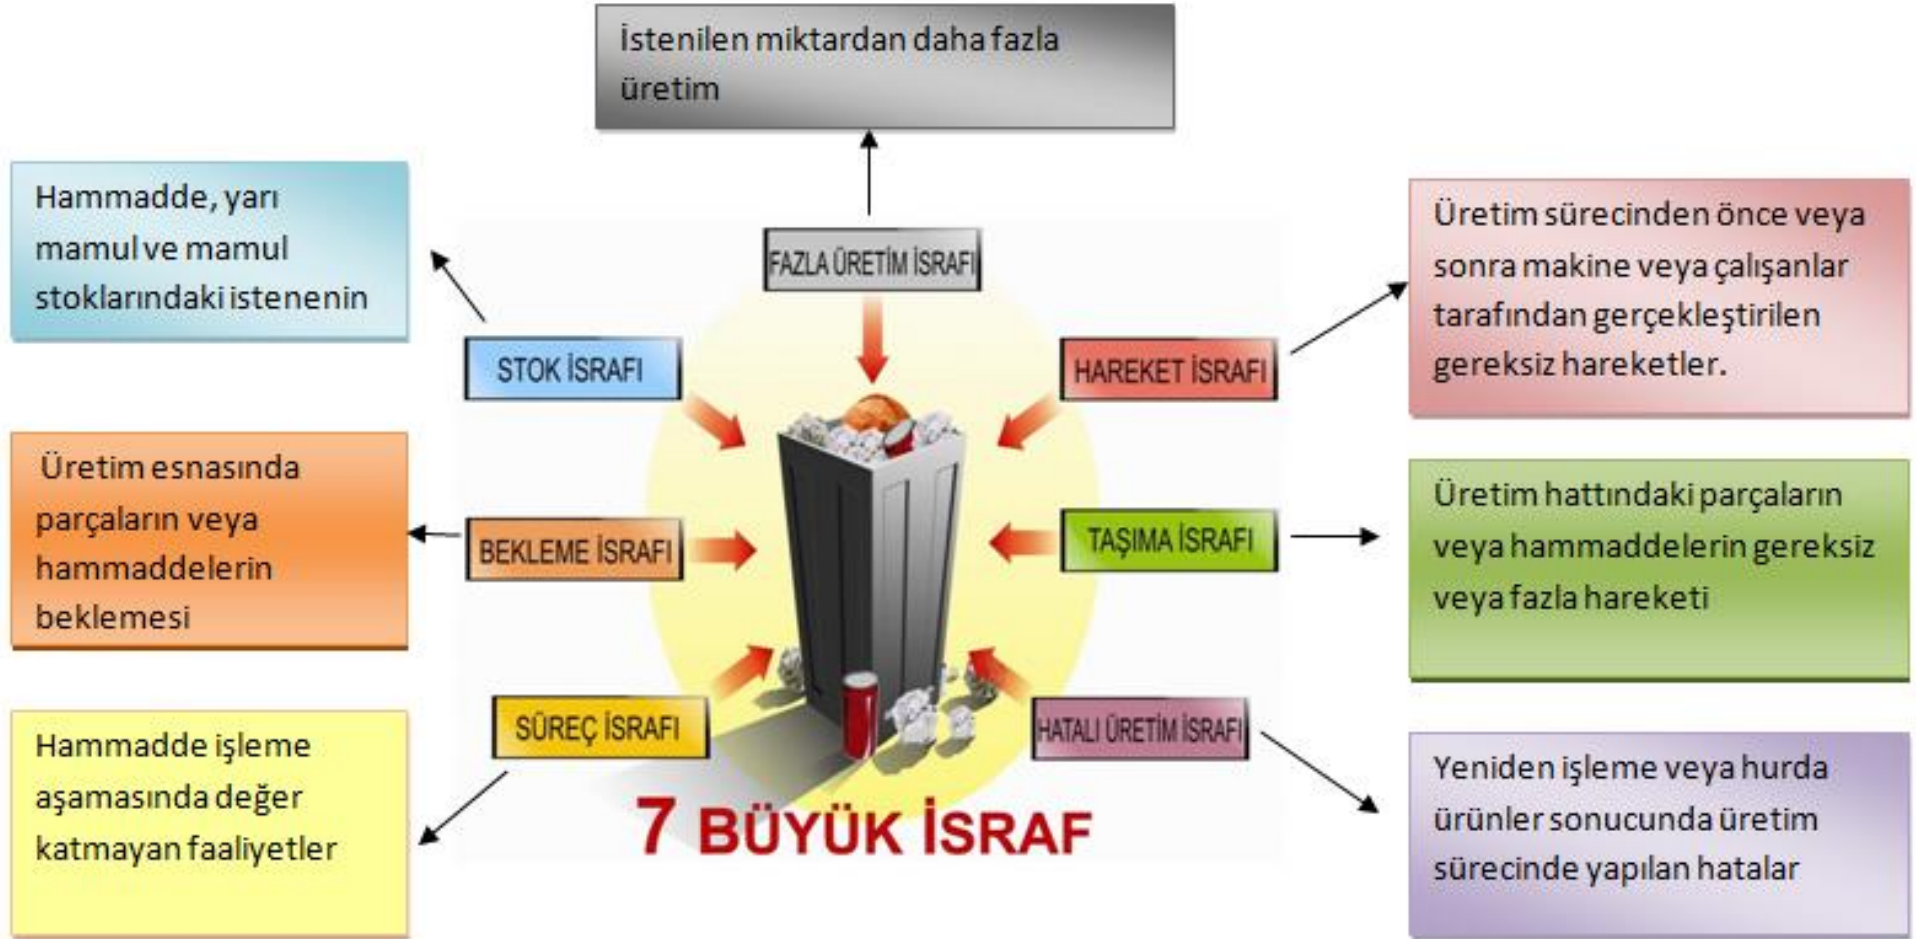 İstenilen miktardan daha fazla
üretim
Hammadde, yarı
mamul ve mamul
stoklarındaki istenenin
Üretim sürecinden önce veya
sonra makine veya çalışanlar
tarafından gerçekleştirilen
gereksiz hareketler.
FAZLA ÜRETİM İSRAFI
STOK İSRAFI
HAREKET İSRAFI
Üretim esnasında
parçaların veya
hammaddelerin
beklemesi
BEKLEME İSRAFI
TAŞIMA İSRAFI
Üretim hattındaki parçaların
veya hammaddelerin gereksiz
veya fazla hareketi
SÜREÇ İSRAFI
HATALI ÜRETİM İSRAFI
Hammadde işleme
aşamasında değer
katmayan faaliyetler
Yeniden işleme veya hurda
ürünler sonucunda üretim
sürecinde yapılan hatalar
7 BÜYÜK İSRAF